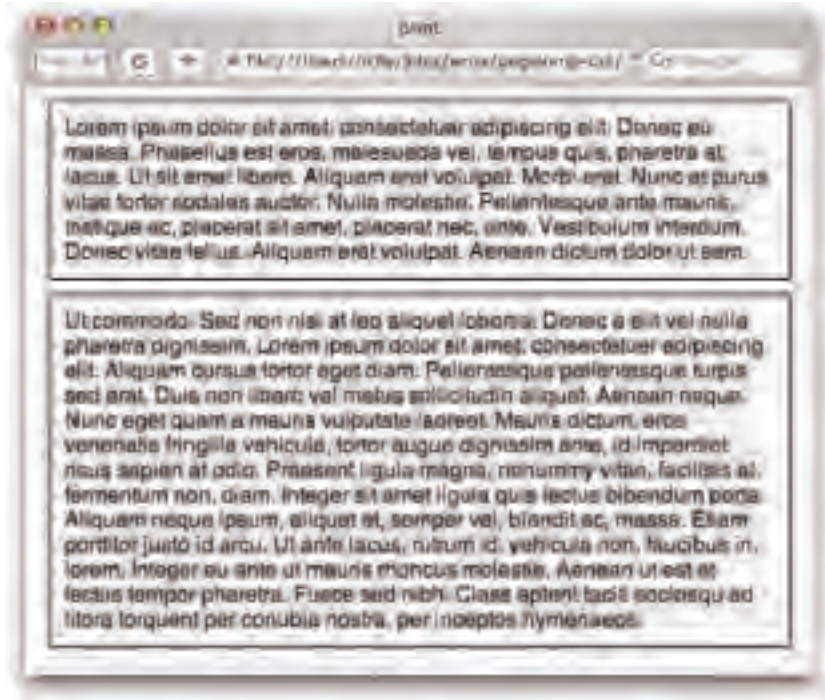 print
Lorem ipsum dolor sit amet, consectetuer adipiscing elit. Donec eu
massa. Phasellus est eros, malesuada vel, tempus quis, pharetra at,
lacus. Ut sit amet libero. Aliquam erat volutpat. Morbi erat. Nunc et purus
vitae tortor sodales auctor. Nulla molestie. Pellentesque ante mauris,
tristique ac, placerat sit amet, placerat nec, ante. Vestibulum interdum.
Donec vitae tellus. Aliquam erat volutpat. Aenean dictum dolor ut sem.
Ut commodo. Sed non nisi at leo aliquet lobortis. Donec a elit vel nulla
pharetra dignissim. Lorem ipsum dolor sit amet, consectetuer adipiscing
elit. Aliquam cursus tortor eget diam. Pellentesque pellentesque turpis
sed erat. Duis non libero vel metus sollicitudin aliquet. Aenean neque.
Nunc eget quam a mauris vulputate laoreet. Mauris dictum, eros
venenatis fringilla vehicula, tortor augue dignissim ante, id imperdiet
risus sapien at odio. Praesent ligula magna, nonummy vitae, facilisis at,
fermentum non, diam. Integer sit amet ligula quis lectus bibendum porta.
Aliquam neque ipsum, aliquet et, semper vel, blandit ac, massa. Etiam
porttitor justo id arcu. Ut ante lacus, rutrum id, vehicula non, faucibus in,
lorem. Integer eu ante ut mauris rhoncus molestie. Aenean ut est et
lectus tempor pharetra. Fusce sed nibh. Class aptent taciti sociosqu ad
litora torquent per conubia nostra, per inceptos hymenaeos.